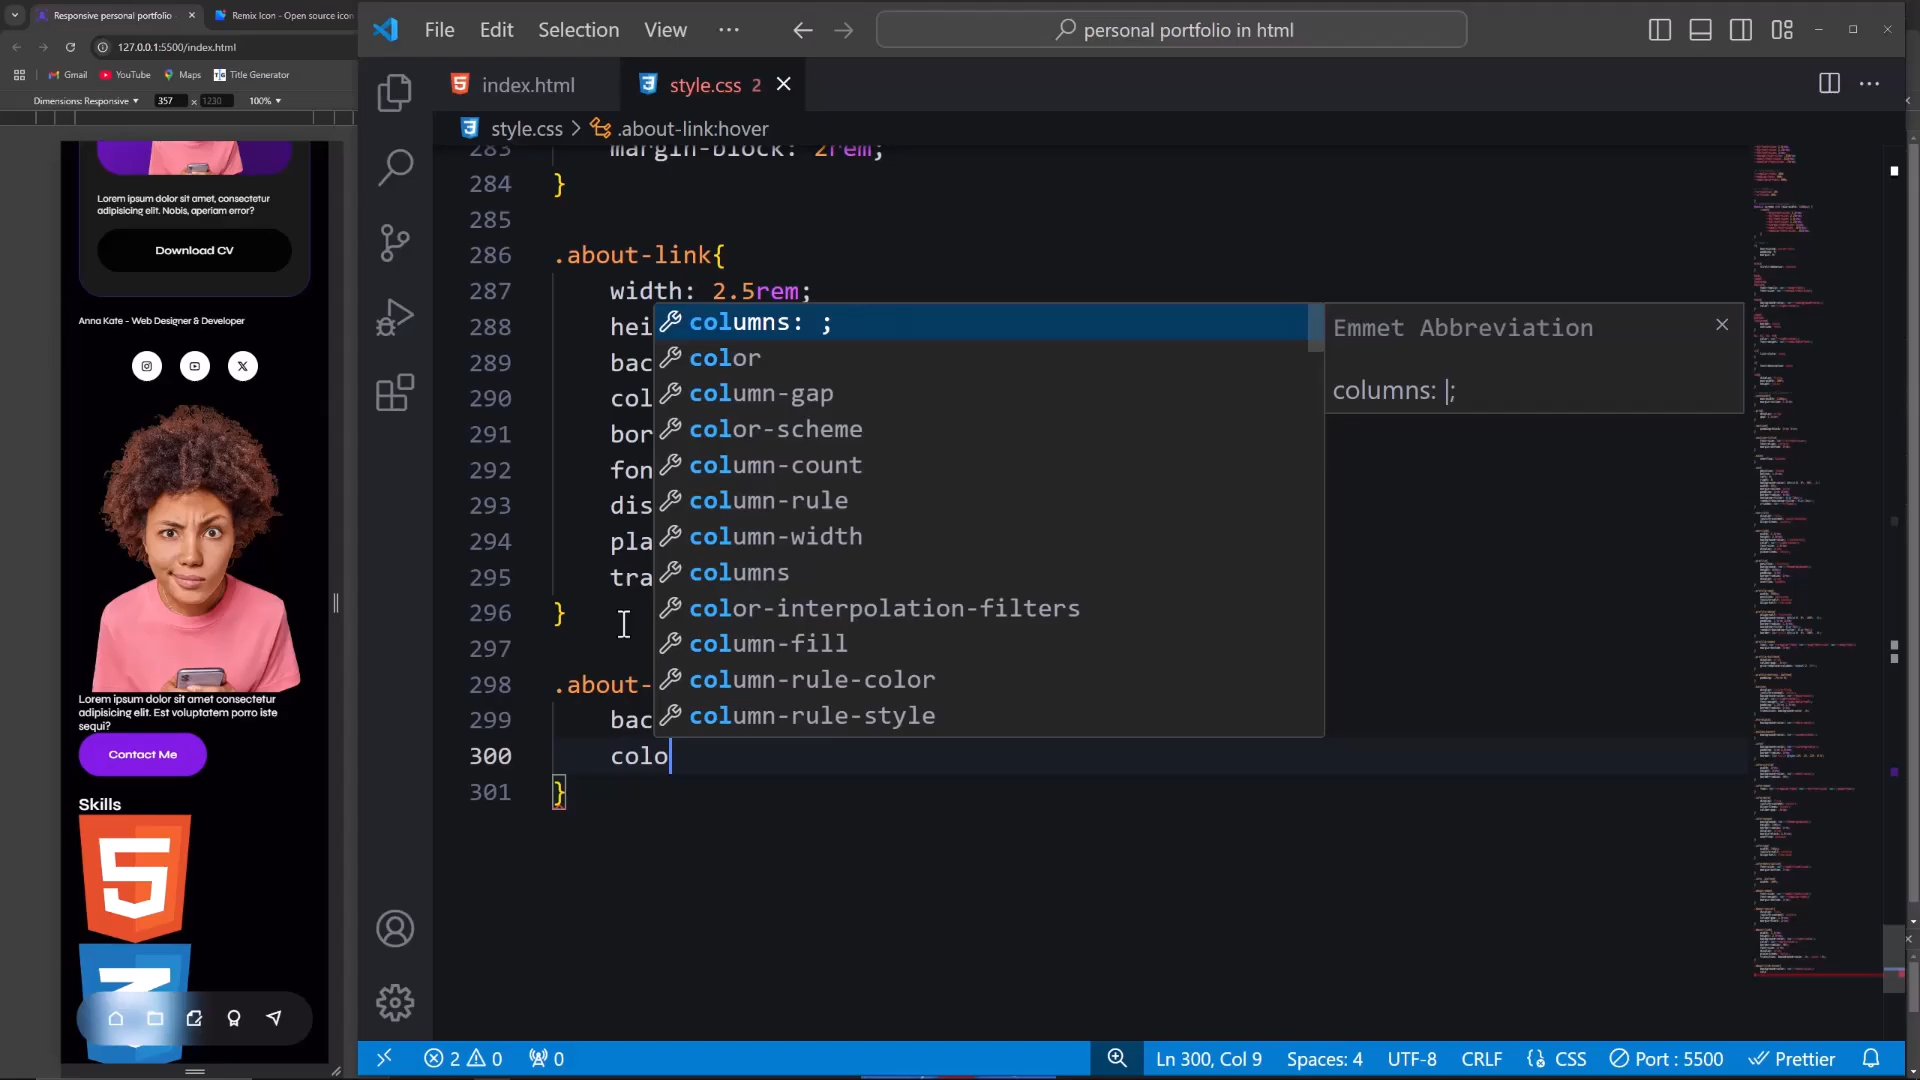 Responsive personal portfolio
Remix Icon - Open source icon
127.0.0.1:5500/index.html
Gmail
YouTube
Maps
Title Generator
Dimensions: Responsive
357 x 1230
100%
Lorem ipsum dolor sit amet, consectetur
adipisicing elit. Nobis, aperiam error?
Download CV
Anna Kate - Web Designer & Developer
Lorem ipsum dolor sit amet consectetur
adipisicing elit. Est voluptatem porro iste
sequi?
Contact Me
Skills
File Edit Selection View ···
personal portfolio in html
index.html
style.css 2
style.css > .about-link:hover
283 margin-block: 2rem;
284 }
285
286 .about-link{
287 width: 2.5rem;
288 hei
289 bac
290 col
291 bor
292 fon
293 dis
294 pla
295 tra
296 }
297
298 .about-
299 bac
300 colo
301 }
columns: ;
color
column-gap
color-scheme
column-count
column-rule
column-width
columns
color-interpolation-filters
column-fill
column-rule-color
column-rule-style
Emmet Abbreviation
columns: |;
2 0 0
Ln 300, Col 9 Spaces: 4 UTF-8 CRLF {} CSS Port : 5500 Prettier